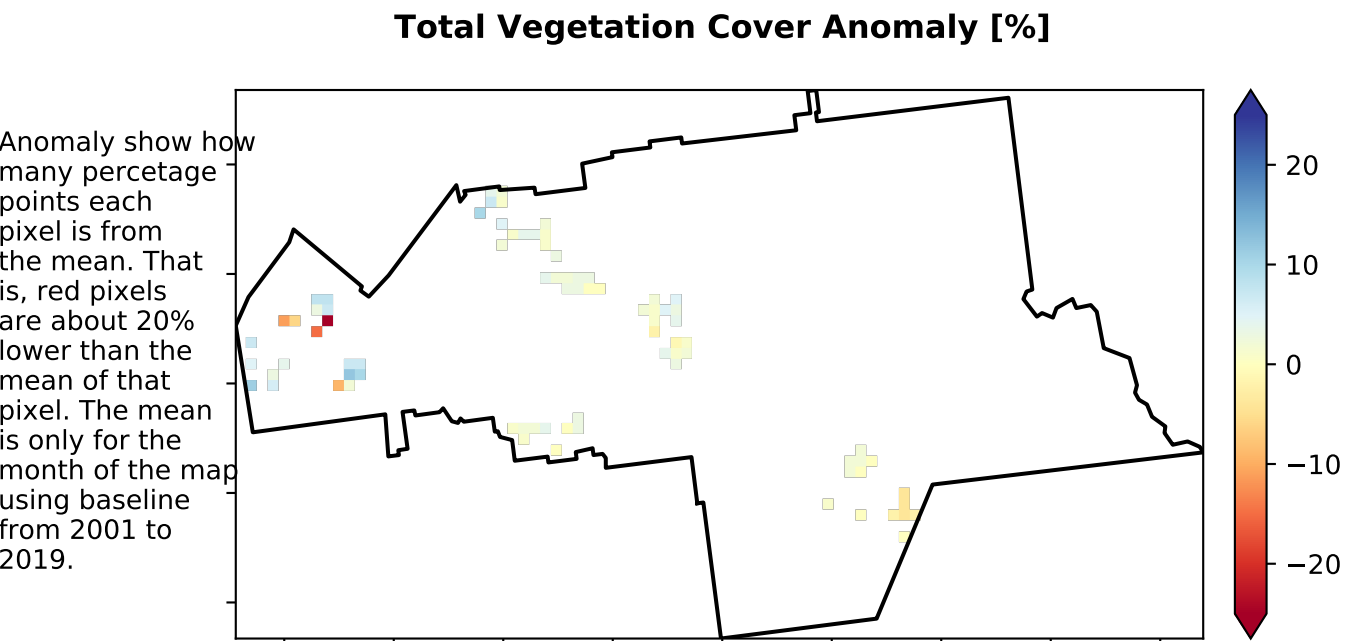 Total Vegetation Cover Anomaly [%]
Anomaly show how
many percetage
points each
pixel is from
the mean. That
is, red pixels
are about 20%
lower than the
mean of that
pixel. The mean
is only for the
month of the map
using baseline
from 2001 to
2019.
20
10
0
−10
−20